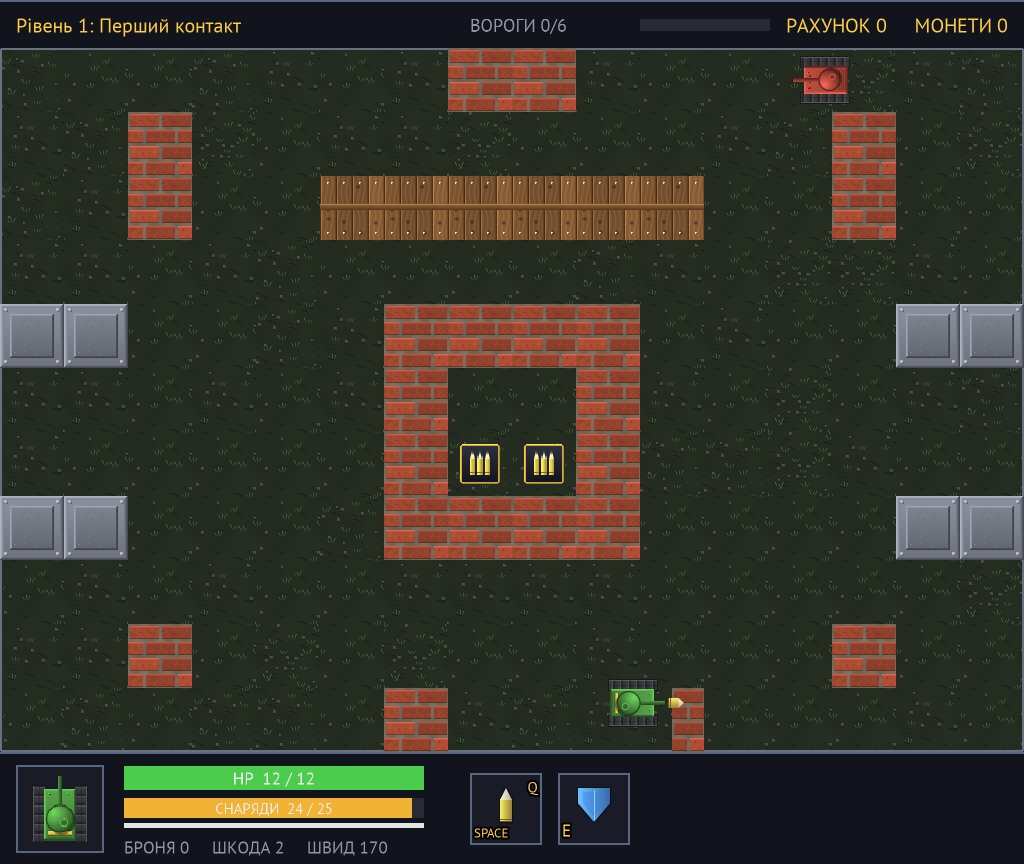 Рівень 1: Перший контакт
ВОРОГИ 0/6
РАХУНОК 0
МОНЕТИ 0
HP 12 / 12
СНАРЯДИ 24 / 25
БРОНЯ 0
ШКОДА 2
ШВИД 170
Q
SPACE
E